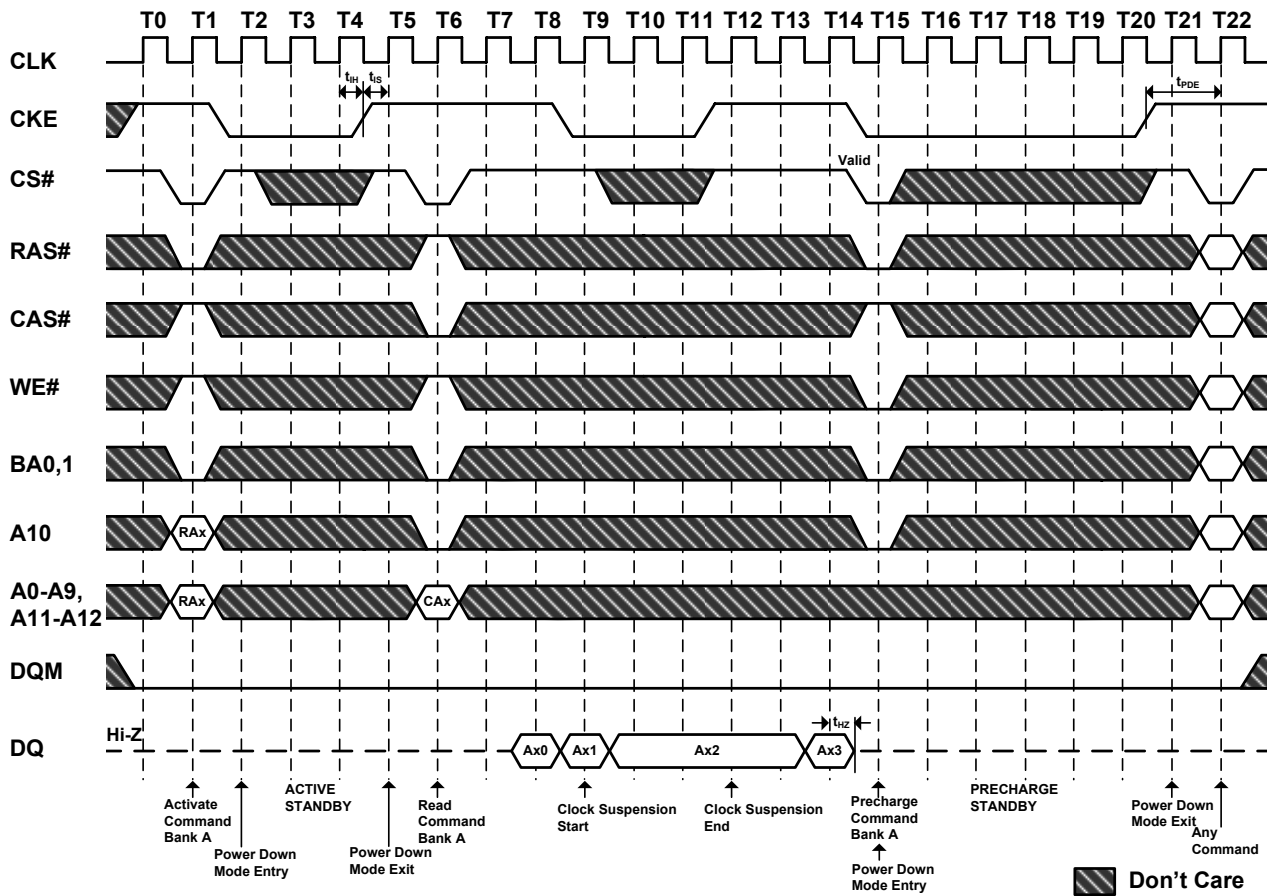 T0 T1 T2 T3 T4 T5 T6 T7 T8 T9 T10 T11 T12 T13 T14 T15 T16 T17 T18 T19 T20 T21 T22
CLK
tIH tIS
tPDE
CKE
Valid
CS#
RAS#
CAS#
WE#
BA0,1
A10
RAx
A0-A9,
A11-A12
RAx
CAx
DQM
tHZ
Hi-Z
DQ
Ax0 Ax1 Ax2 Ax3
Activate
Command
Bank A
Power Down
Mode Entry
ACTIVE
STANDBY
Power Down
Mode Exit
Read
Command
Bank A
Clock Suspension
Start
Clock Suspension
End
Precharge
Command
Bank A
Power Down
Mode Entry
PRECHARGE
STANDBY
Power Down
Mode Exit
Any
Command
Don't Care